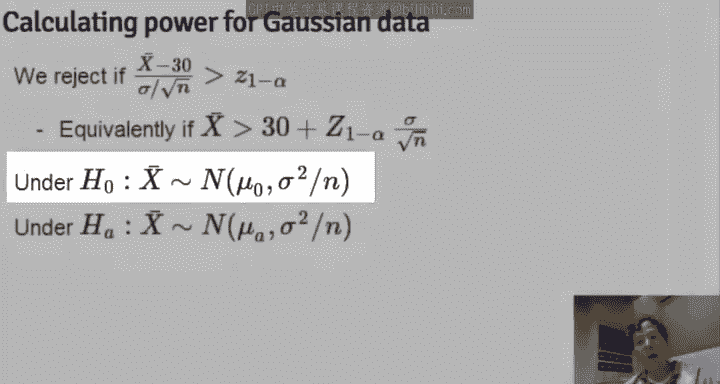 Calculating power for Gaussian data
We reject if $\frac{\bar{X}-30}{\sigma/\sqrt{n}} > z_{1-\alpha}$
- Equivalently if $\bar{X} > 30 + Z_{1-\alpha} \frac{\sigma}{\sqrt{n}}$
Under $H_0 : \bar{X} \sim N(\mu_0, \sigma^2/n)$
Under $H_a : \bar{X} \sim N(\mu_a, \sigma^2/n)$